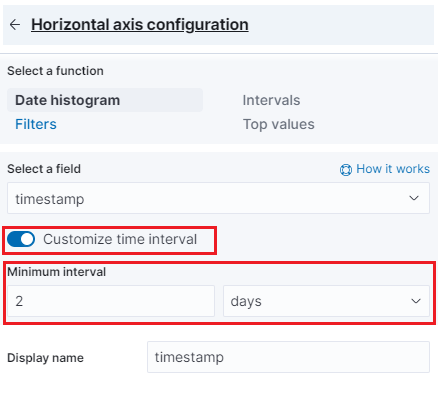 Horizontal axis configuration
Select a function
Date histogram Intervals
Filters Top values
Select a field How it works
timestamp
Customize time interval
Minimum interval
2 days
Display name timestamp